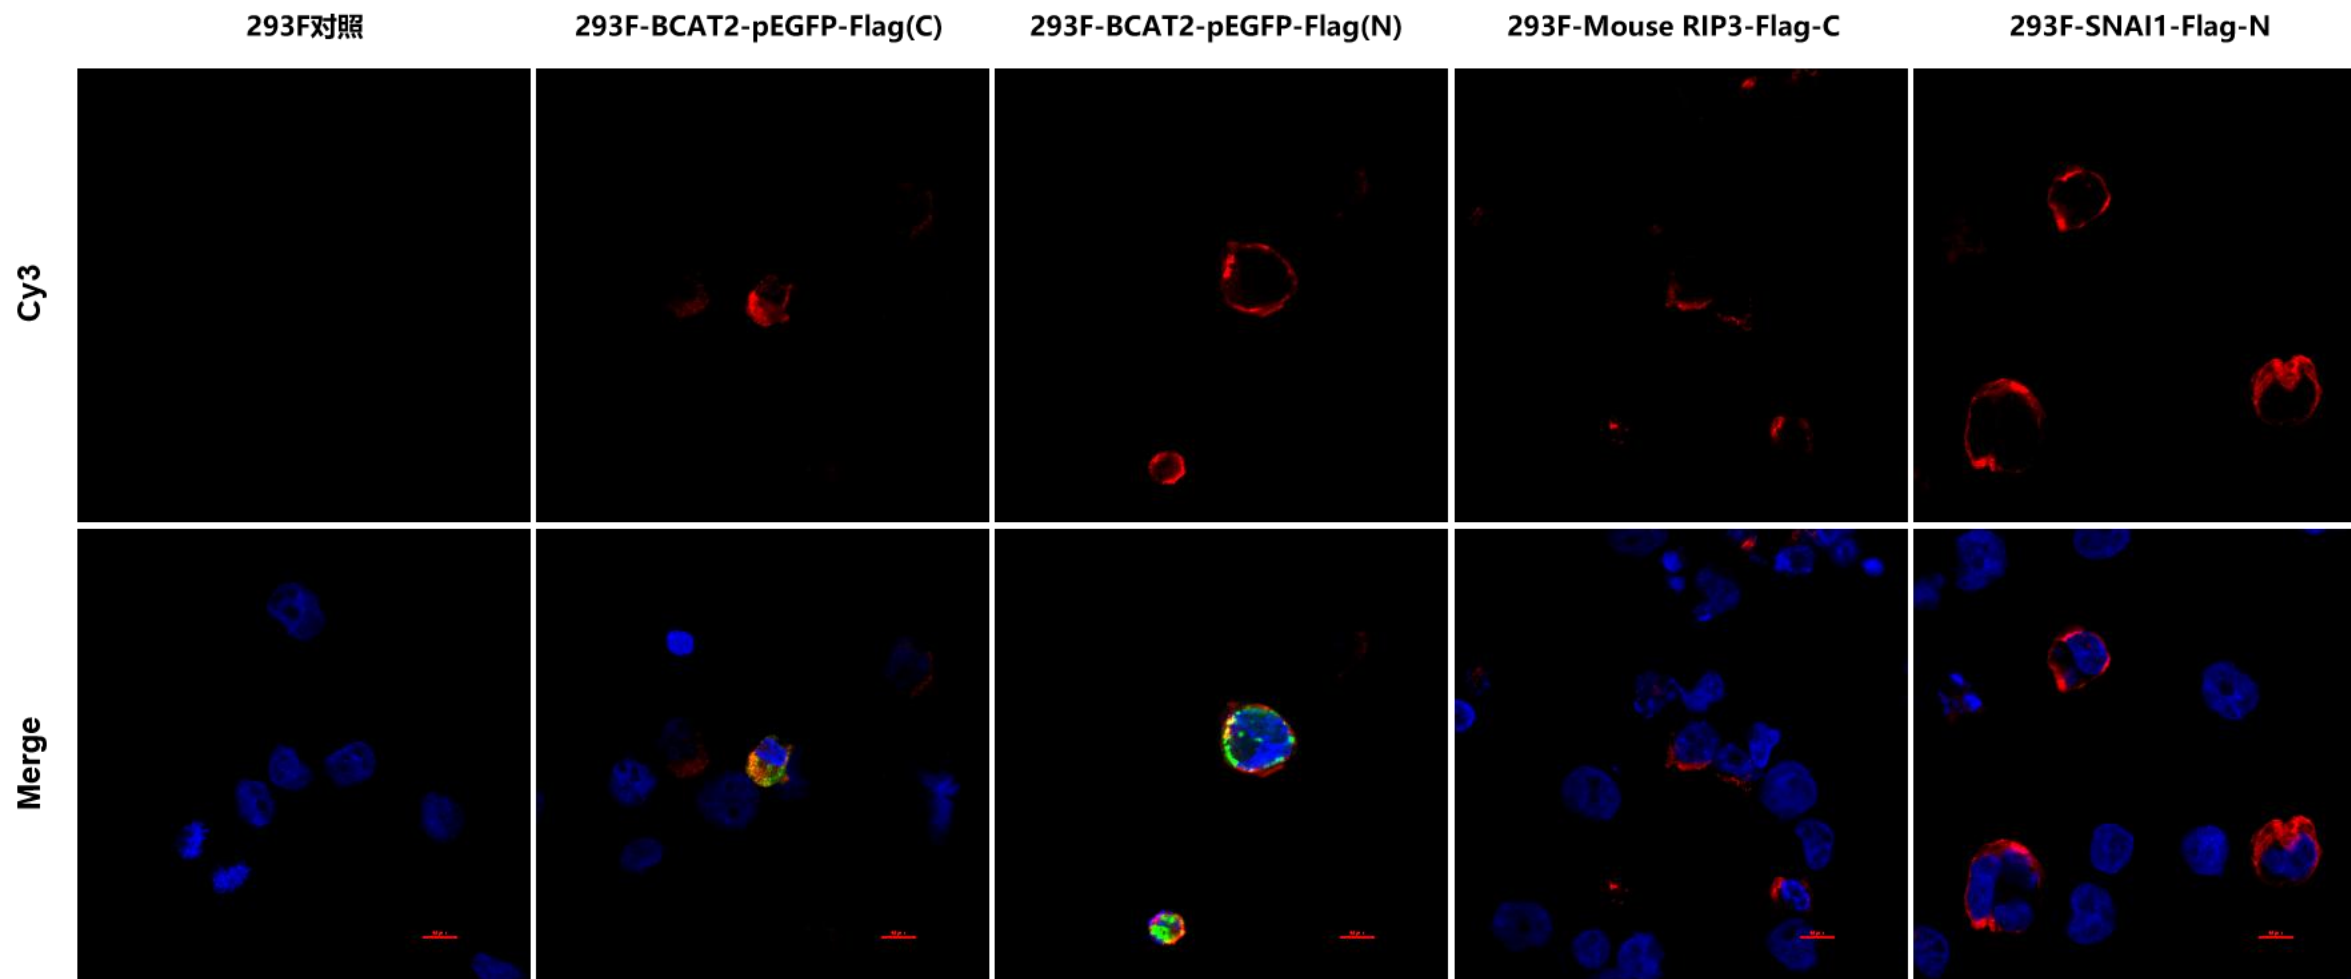 293F对照 293F-BCAT2-pEGFP-Flag(C) 293F-BCAT2-pEGFP-Flag(N) 293F-Mouse RIP3-Flag-C 293F-SNAI1-Flag-N
Cy3
Merge